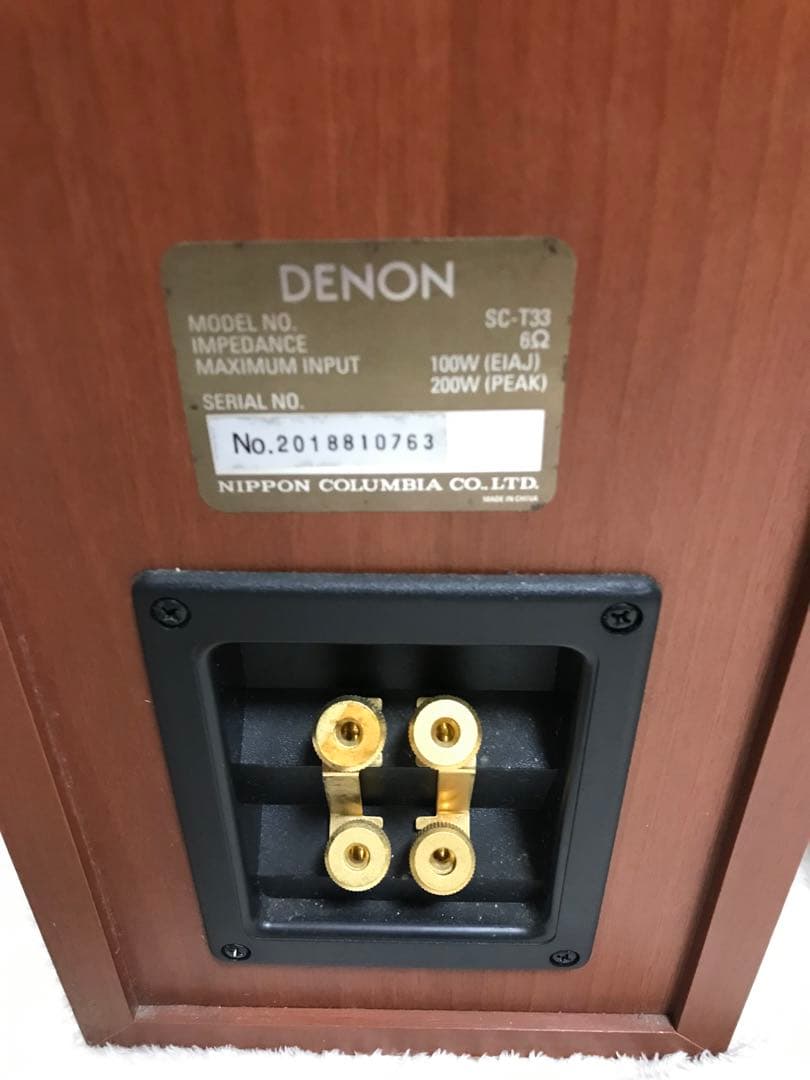 DENON
MODEL NO. SC-T33
IMPEDANCE 6Ω
MAXIMUM INPUT 100W (EIAJ)
200W (PEAK)
SERIAL NO.
No.2018810763
NIPPON COLUMBIA CO.,LTD.
MADE IN CHINA